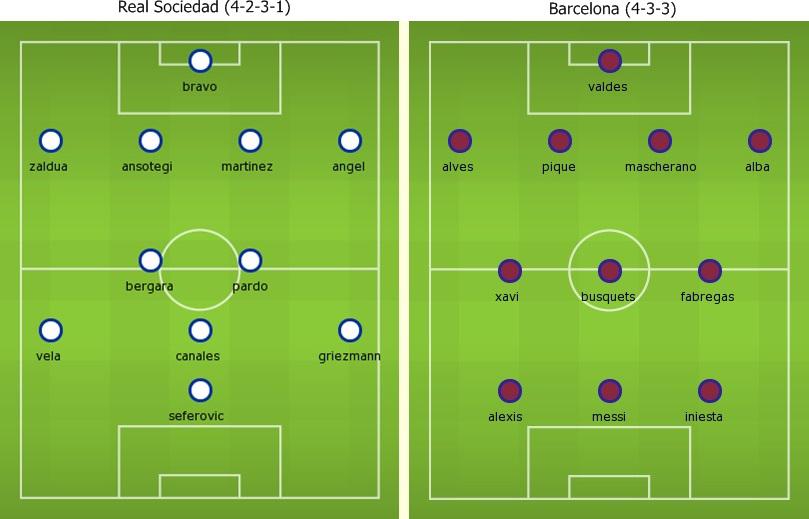 Real Sociedad (4-2-3-1)
bravo
zaldua ansotegi martinez angel
bergara pardo
vela canales griezmann
seferovic
Barcelona (4-3-3)
valdes
alves pique mascherano alba
xavi busquets fabregas
alexis messi iniesta